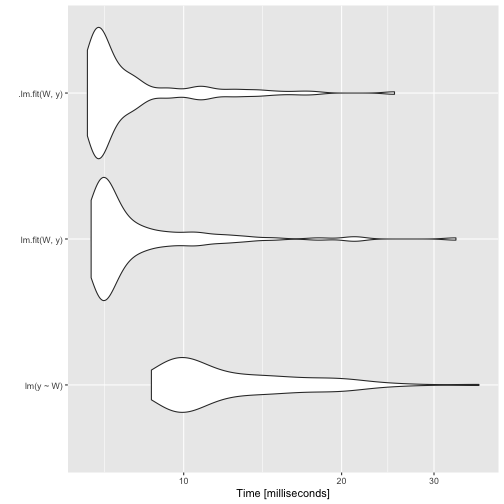 .lm.fit(W, y)
lm.fit(W, y)
lm(y ~ W)
10
20
30
Time [milliseconds]